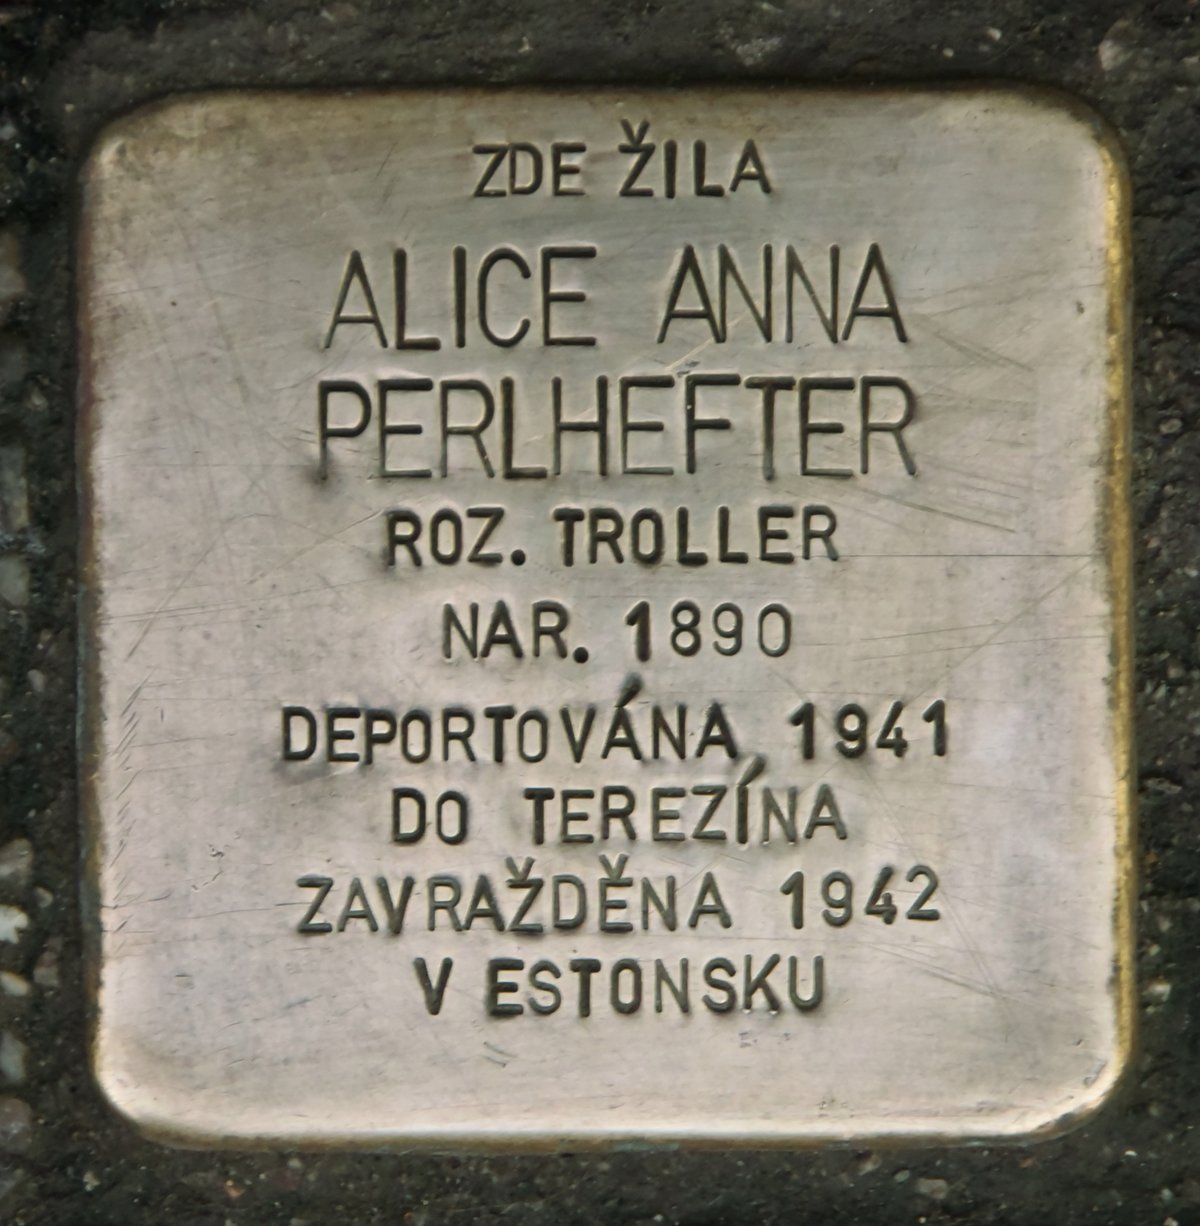 ZDE ŽILA
ALICE ANNA
PERLHEFTER
ROZ. TROLLER
NAR. 1890
DEPORTOVÁNA 1941
DO TEREZÍNA
ZAVRAŽDĚNA 1942
V ESTONSKU